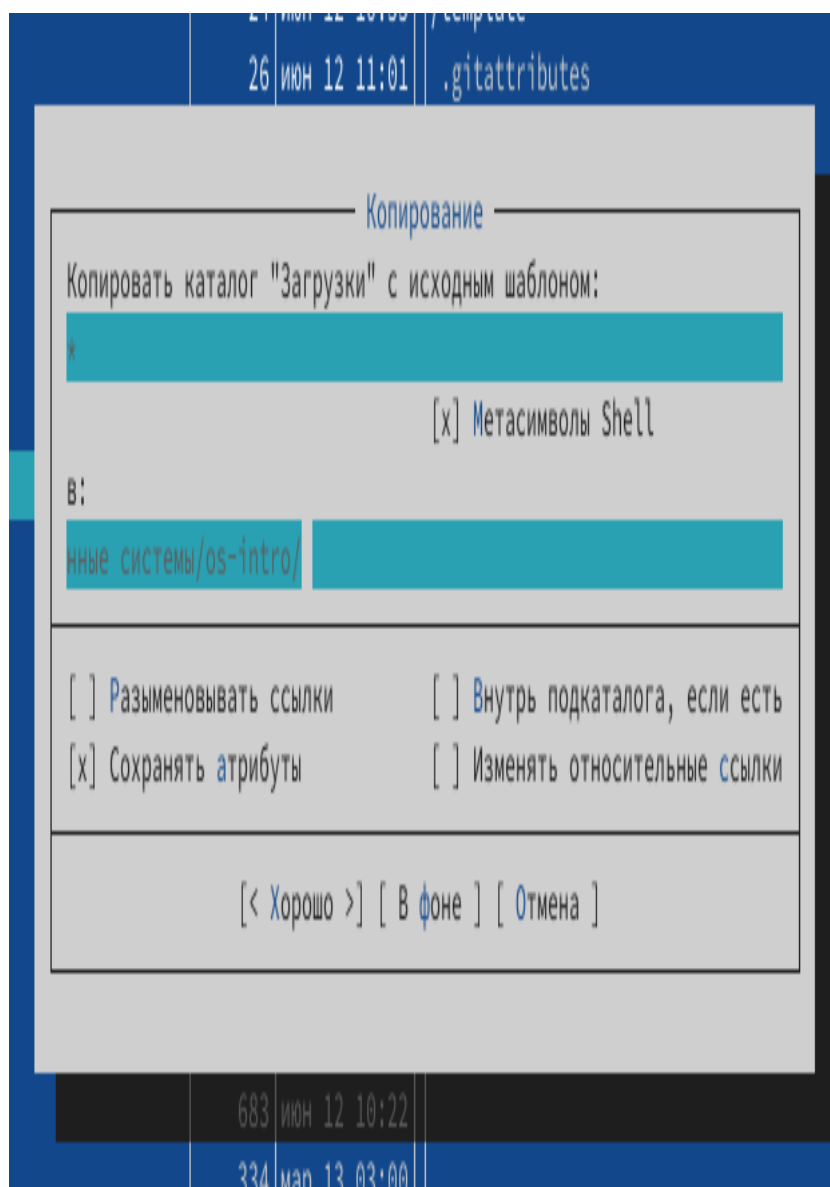 26 июн 12 11:01 .gitattributes
Копирование
Копировать каталог "Загрузки" с исходным шаблоном:
*
[x] Метасимволы Shell
в:
нные системы/os-intro/
[ ] Разыменовывать ссылки [ ] Внутрь подкаталога, если есть
[x] Сохранять атрибуты [ ] Изменять относительные ссылки
[< Хорошо >] [ В фоне ] [ Отмена ]
683 июн 12 10:22
334 мар 13 03:00